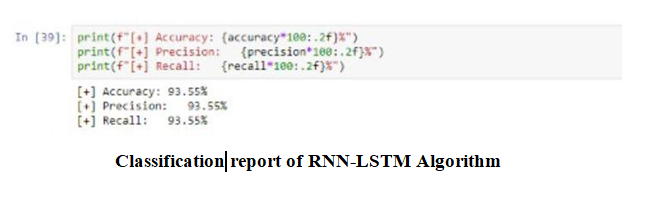 In [39]: print(f"[+] Accuracy: {accuracy*100:.2f}%")
print(f"[+] Precision:   {precision*100:.2f}%")
print(f"[+] Recall:   {recall*100:.2f}%")
[+] Accuracy: 93.55%
[+] Precision:   93.55%
[+] Recall:   93.55%
Classification report of RNN-LSTM Algorithm